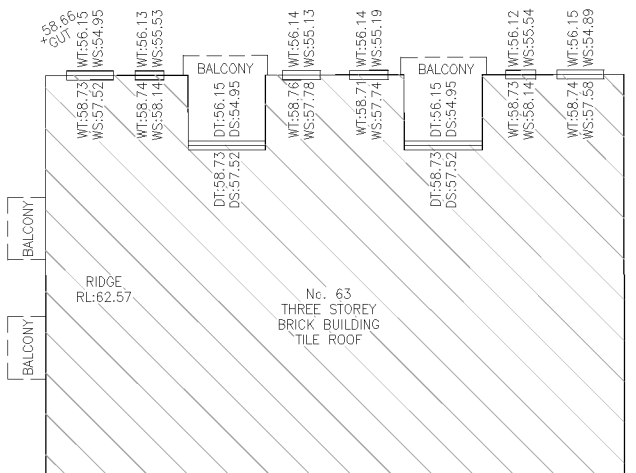 +58.66
GUT
WT:56.15
WS:54.95
WT:56.13
WS:55.53
BALCONY
WT:56.14
WS:55.13
WT:56.14
WS:55.19
BALCONY
WT:56.12
WS:55.54
WT:56.15
WS:54.89
WT:58.73
WS:57.52
WT:58.74
WS:58.14
DT:56.15
DS:54.95
WT:58.76
WS:57.78
WT:58.71
WS:57.74
DT:56.15
DS:54.95
WT:58.73
WS:58.14
WT:58.74
WS:57.58
DT:58.73
DS:57.52
DT:58.73
DS:57.52
BALCONY
RIDGE
RL:62.57
No. 63
THREE STOREY
BRICK BUILDING
TILE ROOF
BALCONY